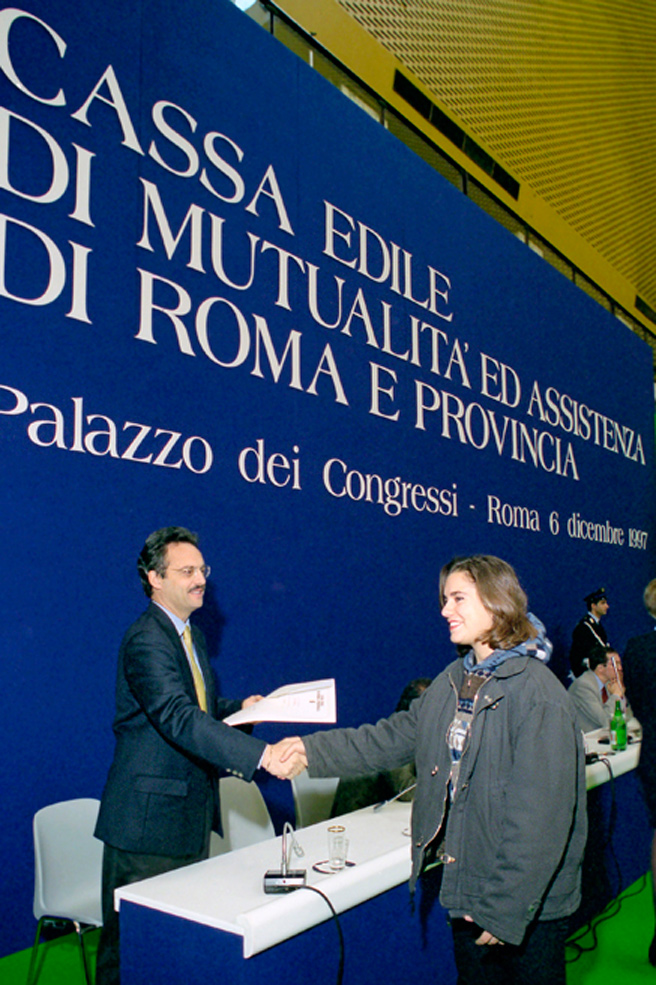 CASSA EDILE
DI MUTUALITA' ED ASSISTENZA
DI ROMA E PROVINCIA
Palazzo dei Congressi - Roma 6 dicembre 1997